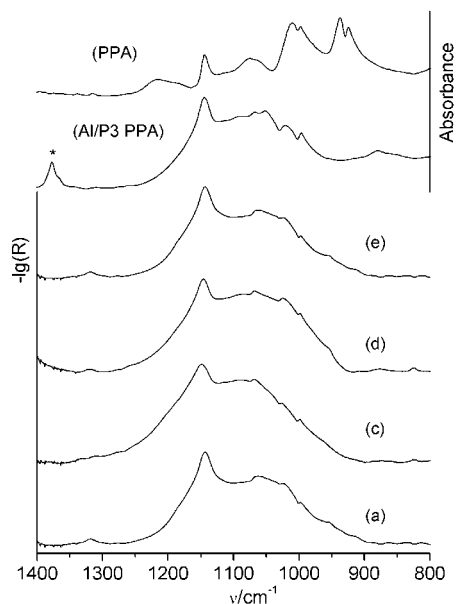 (PPA)
Absorbance
(Al/P3 PPA)
*
-lg(R)
(e)
(d)
(c)
(a)
1400 1300 1200 1100 1000 900 800
ν/cm⁻¹